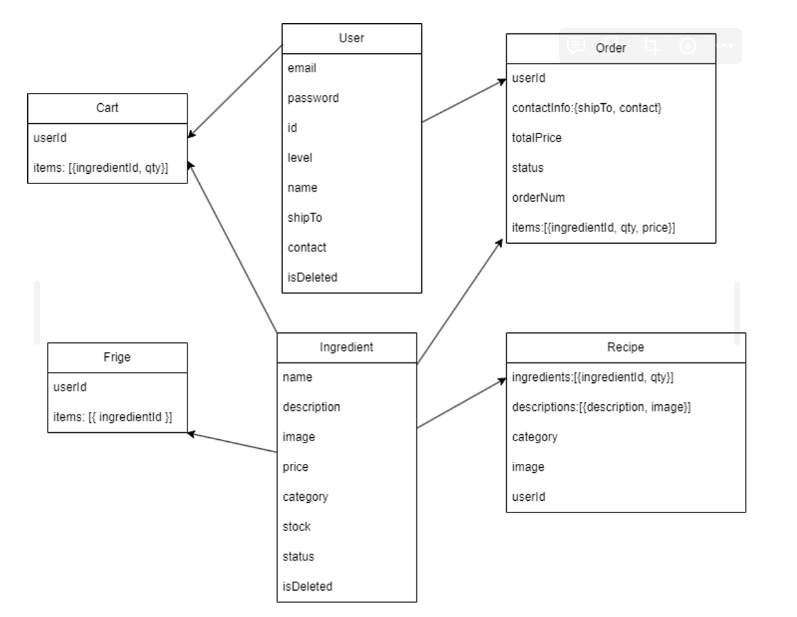 User
email
password
id
level
name
shipTo
contact
isDeleted
Order
userId
contactInfo:{shipTo, contact}
totalPrice
status
orderNum
items:[{ingredientId, qty, price}]
Cart
userId
items: [{ingredientId, qty}]
Frige
userId
items: [{ ingredientId }]
Ingredient
name
description
image
price
category
stock
status
isDeleted
Recipe
ingredients:[{ingredientId, qty}]
descriptions:[{description, image}]
category
image
userId